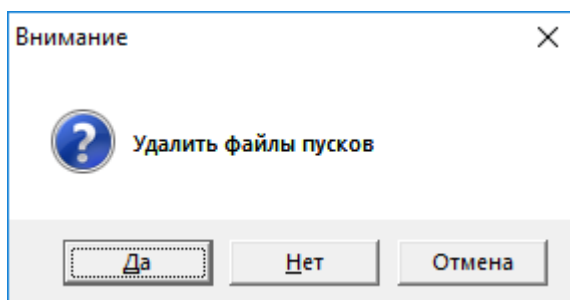 Внимание
Удалить файлы пусков
Да
Нет
Отмена